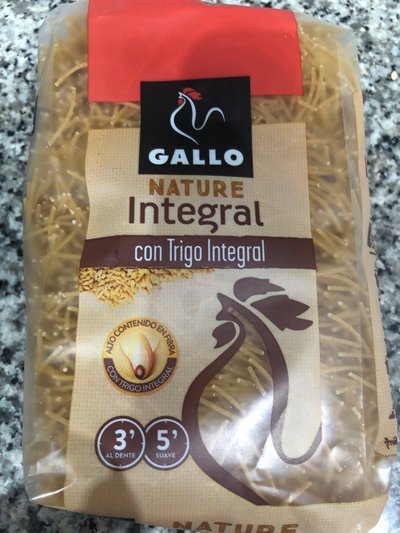 GALLO
NATURE
Integral
con Trigo Integral
ALTO CONTENIDO EN FIBRA
CON TRIGO INTEGRAL
3' 5'
AL DENTE SUAVE
NATURE